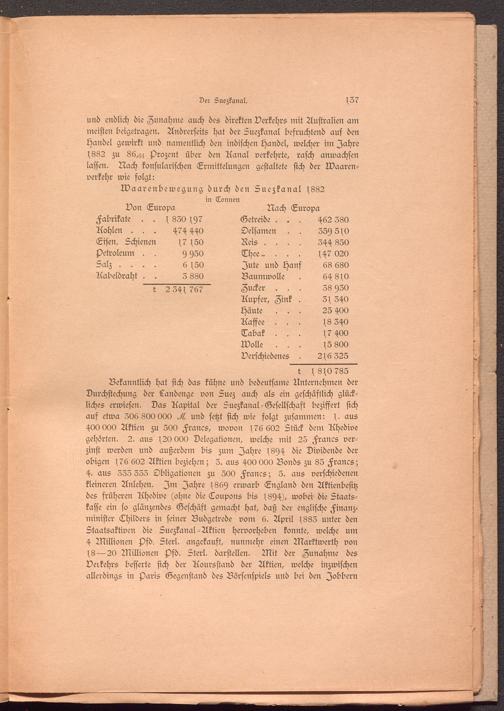 Der Suezkanal. 137
und endlich die Zunahme auch des direkten Verkehrs mit Australien am
meisten beigetragen. Andrerseits hat der Suezkanal befruchtend auf den
Handel gewirkt und namentlich den indischen Handel, welcher im Jahre
1882 zu 86, Prozent über den Kanal verkehrte, rasch anwachsen
lassen. Nach konsularischen Ermittelungen gestaltete sich der Waaren-
verkehr wie folgt:
Waarenbewegung durch den Suezkanal 1882
in Tonnen
Von Europa
Fabrikate . . 1 830 197
Kohlen . . . 474 440
Eisen, Schienen 17 150
Petroleum . . 9 950
Salz . . . . 6 150
Kabeldraht . . 3 880
t 2 341 767
Nach Europa
Getreide . . . 462 380
Oelsamen . . 359 510
Reis . . . . 344 850
Thee . . . . 147 020
Jute und Hanf 68 680
Baumwolle . 64 810
Zucker . . . 38 930
Kupfer, Zink . 31 340
Häute . . . 25 400
Kaffee . . . 18 340
Tabak . . . 17 400
Wolle . . . 15 800
Verschiedenes . 216 325
t 1 810 785
Bekanntlich hat sich das kühne und bedeutsame Unternehmen der
Durchstechung der Landenge von Suez auch als ein geschäftlich glück-
liches erwiesen. Das Kapital der Suezkanal-Gesellschaft beziffert sich
auf etwa 306 800 000 M und setzt sich wie folgt zusammen: 1. aus
400 000 Aktien zu 500 Francs, wovon 176 602 Stück dem Khedive
gehörten. 2. aus 120 000 Delegationen, welche mit 25 Francs ver-
zinst werden und außerdem bis zum Jahre 1894 die Dividende der
obigen 176 602 Aktien beziehen; 3. aus 400 000 Bonds zu 85 Francs;
4. aus 333 333 Obligationen zu 500 Francs; 5. aus verschiedenen
kleineren Anlehen. Im Jahre 1869 erwarb England den Aktienbesitz
des früheren Khedive (ohne die Coupons bis 1894), wobei die Staats-
kasse ein so glänzendes Geschäft gemacht hat, daß der englische Finanz-
minister Childers in seiner Budgetrede vom 6. April 1883 unter den
Staatsaktiven die Suezkanal-Aktien hervorheben konnte, welche um
4 Millionen Pfd. Sterl. angekauft, nunmehr einen Marktwerth von
18—20 Millionen Pfd. Sterl. darstellen. Mit der Zunahme des
Verkehrs besserte sich der Koursstand der Aktien, welche inzwischen
allerdings in Paris Gegenstand des Börsenspiels und bei den Jobbern